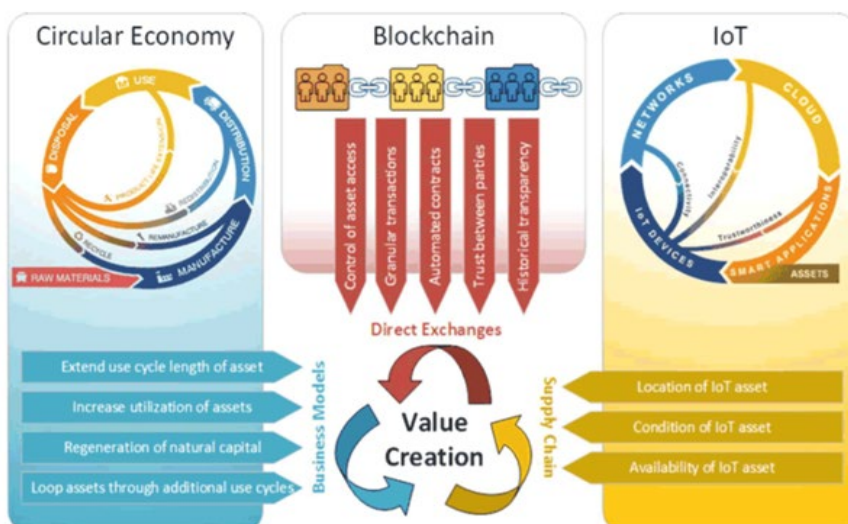 Circular Economy
USE
DISTRIBUTION
DISPOSAL
PRODUCT LIFE EXTENSION
REDISTRIBUTION
REMANUFACTURE
RECYCLE
MANUFACTURE
RAW MATERIALS
Blockchain
Control of asset access
Granular transactions
Automated contracts
Trust between parties
Historical transparency
IoT
NETWORKS
CLOUD
Connectivity
Interoperability
Trustworthiness
IoT DEVICES
SMART APPLICATIONS
ASSETS
Direct Exchanges
Extend use cycle length of asset
Increase utilization of assets
Regeneration of natural capital
Loop assets through additional use cycles
Business Models
Value
Creation
Supply Chain
Location of IoT asset
Condition of IoT asset
Availability of IoT asset